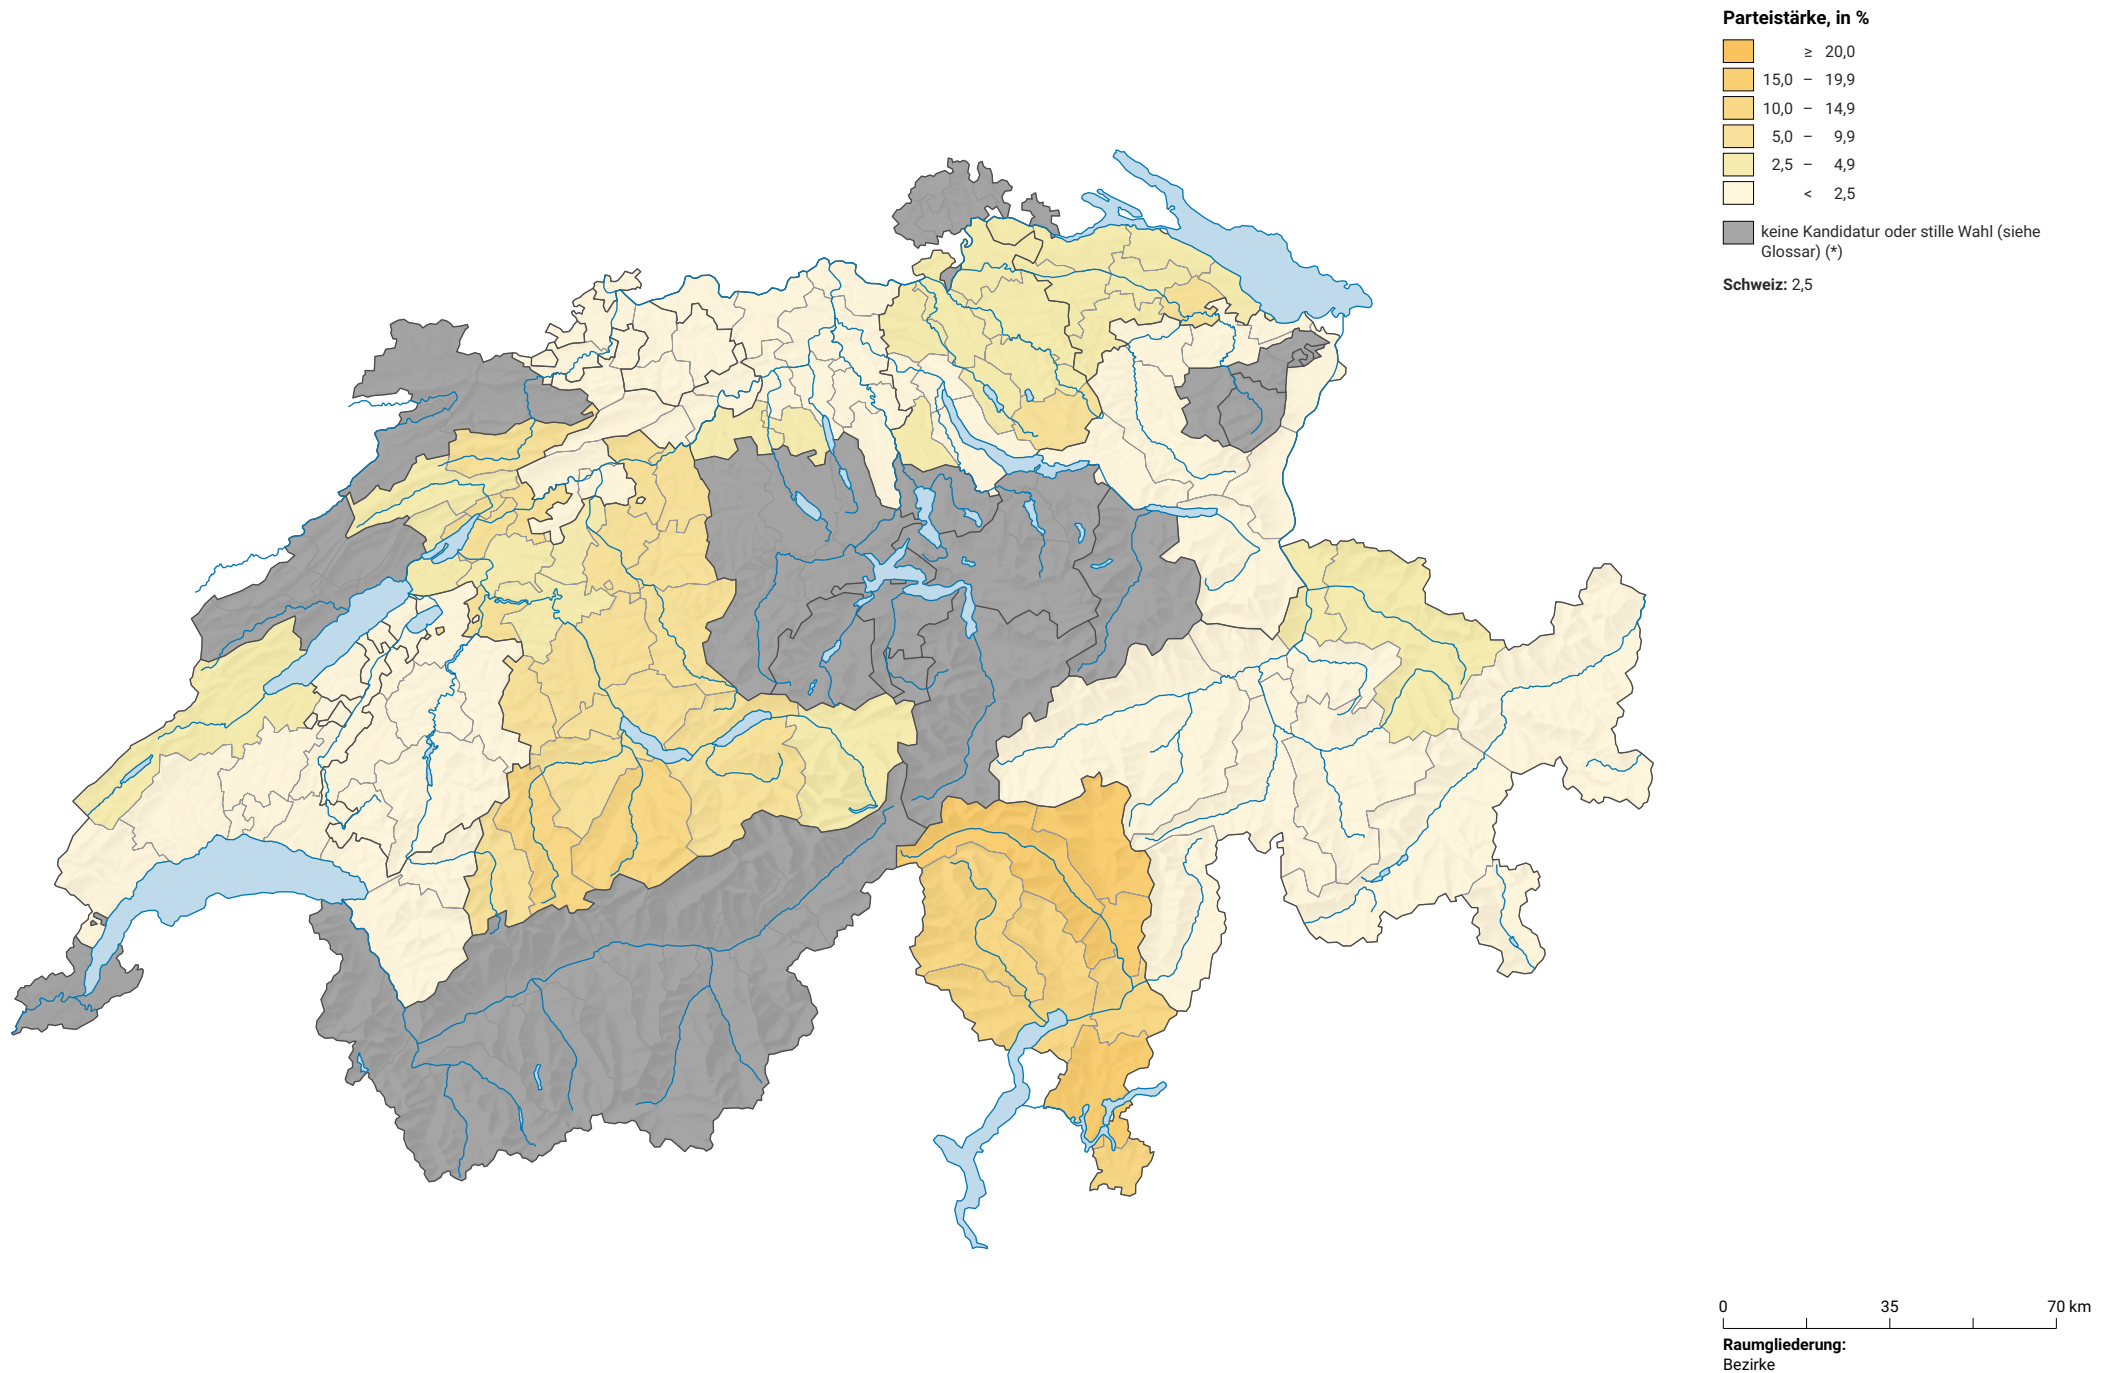 Parteistärke, in %
≥ 20,0
15,0 – 19,9
10,0 – 14,9
5,0 – 9,9
2,5 – 4,9
< 2,5
keine Kandidatur oder stille Wahl (siehe
Glossar) (*)
Schweiz: 2,5
0 35 70 km
Raumgliederung:
Bezirke